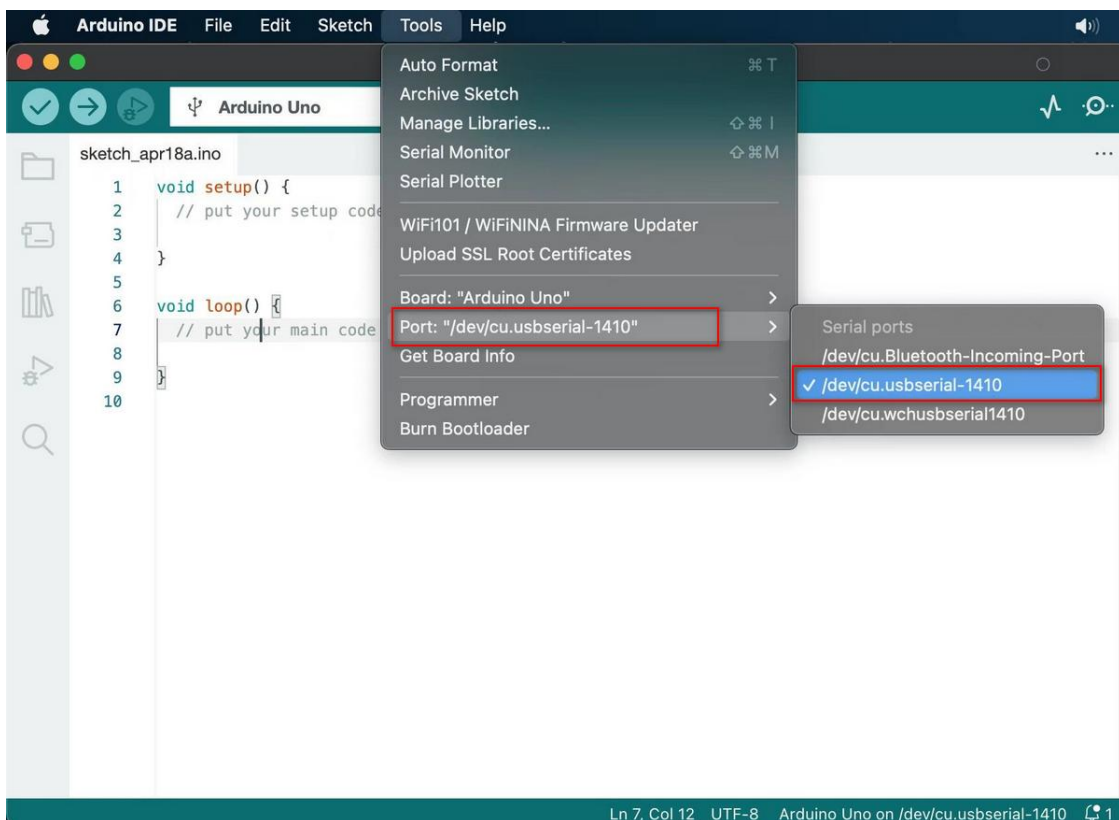 Arduino IDE File Edit Sketch Tools Help
Arduino Uno
sketch_apr18a.ino
...
1 void setup() {
2 // put your setup code
3
4 }
5
6 void loop() {
7 // put your main code
8
9 }
10
Auto Format ⌘ T
Archive Sketch
Manage Libraries... ⇧ ⌘ I
Serial Monitor ⇧ ⌘ M
Serial Plotter
WiFi101 / WiFiNINA Firmware Updater
Upload SSL Root Certificates
Board: "Arduino Uno" >
Port: "/dev/cu.usbserial-1410" >
Get Board Info
Programmer >
Burn Bootloader
Serial ports
/dev/cu.Bluetooth-Incoming-Port
✓ /dev/cu.usbserial-1410
/dev/cu.wchusbserial1410
Ln 7, Col 12 UTF-8 Arduino Uno on /dev/cu.usbserial-1410 1